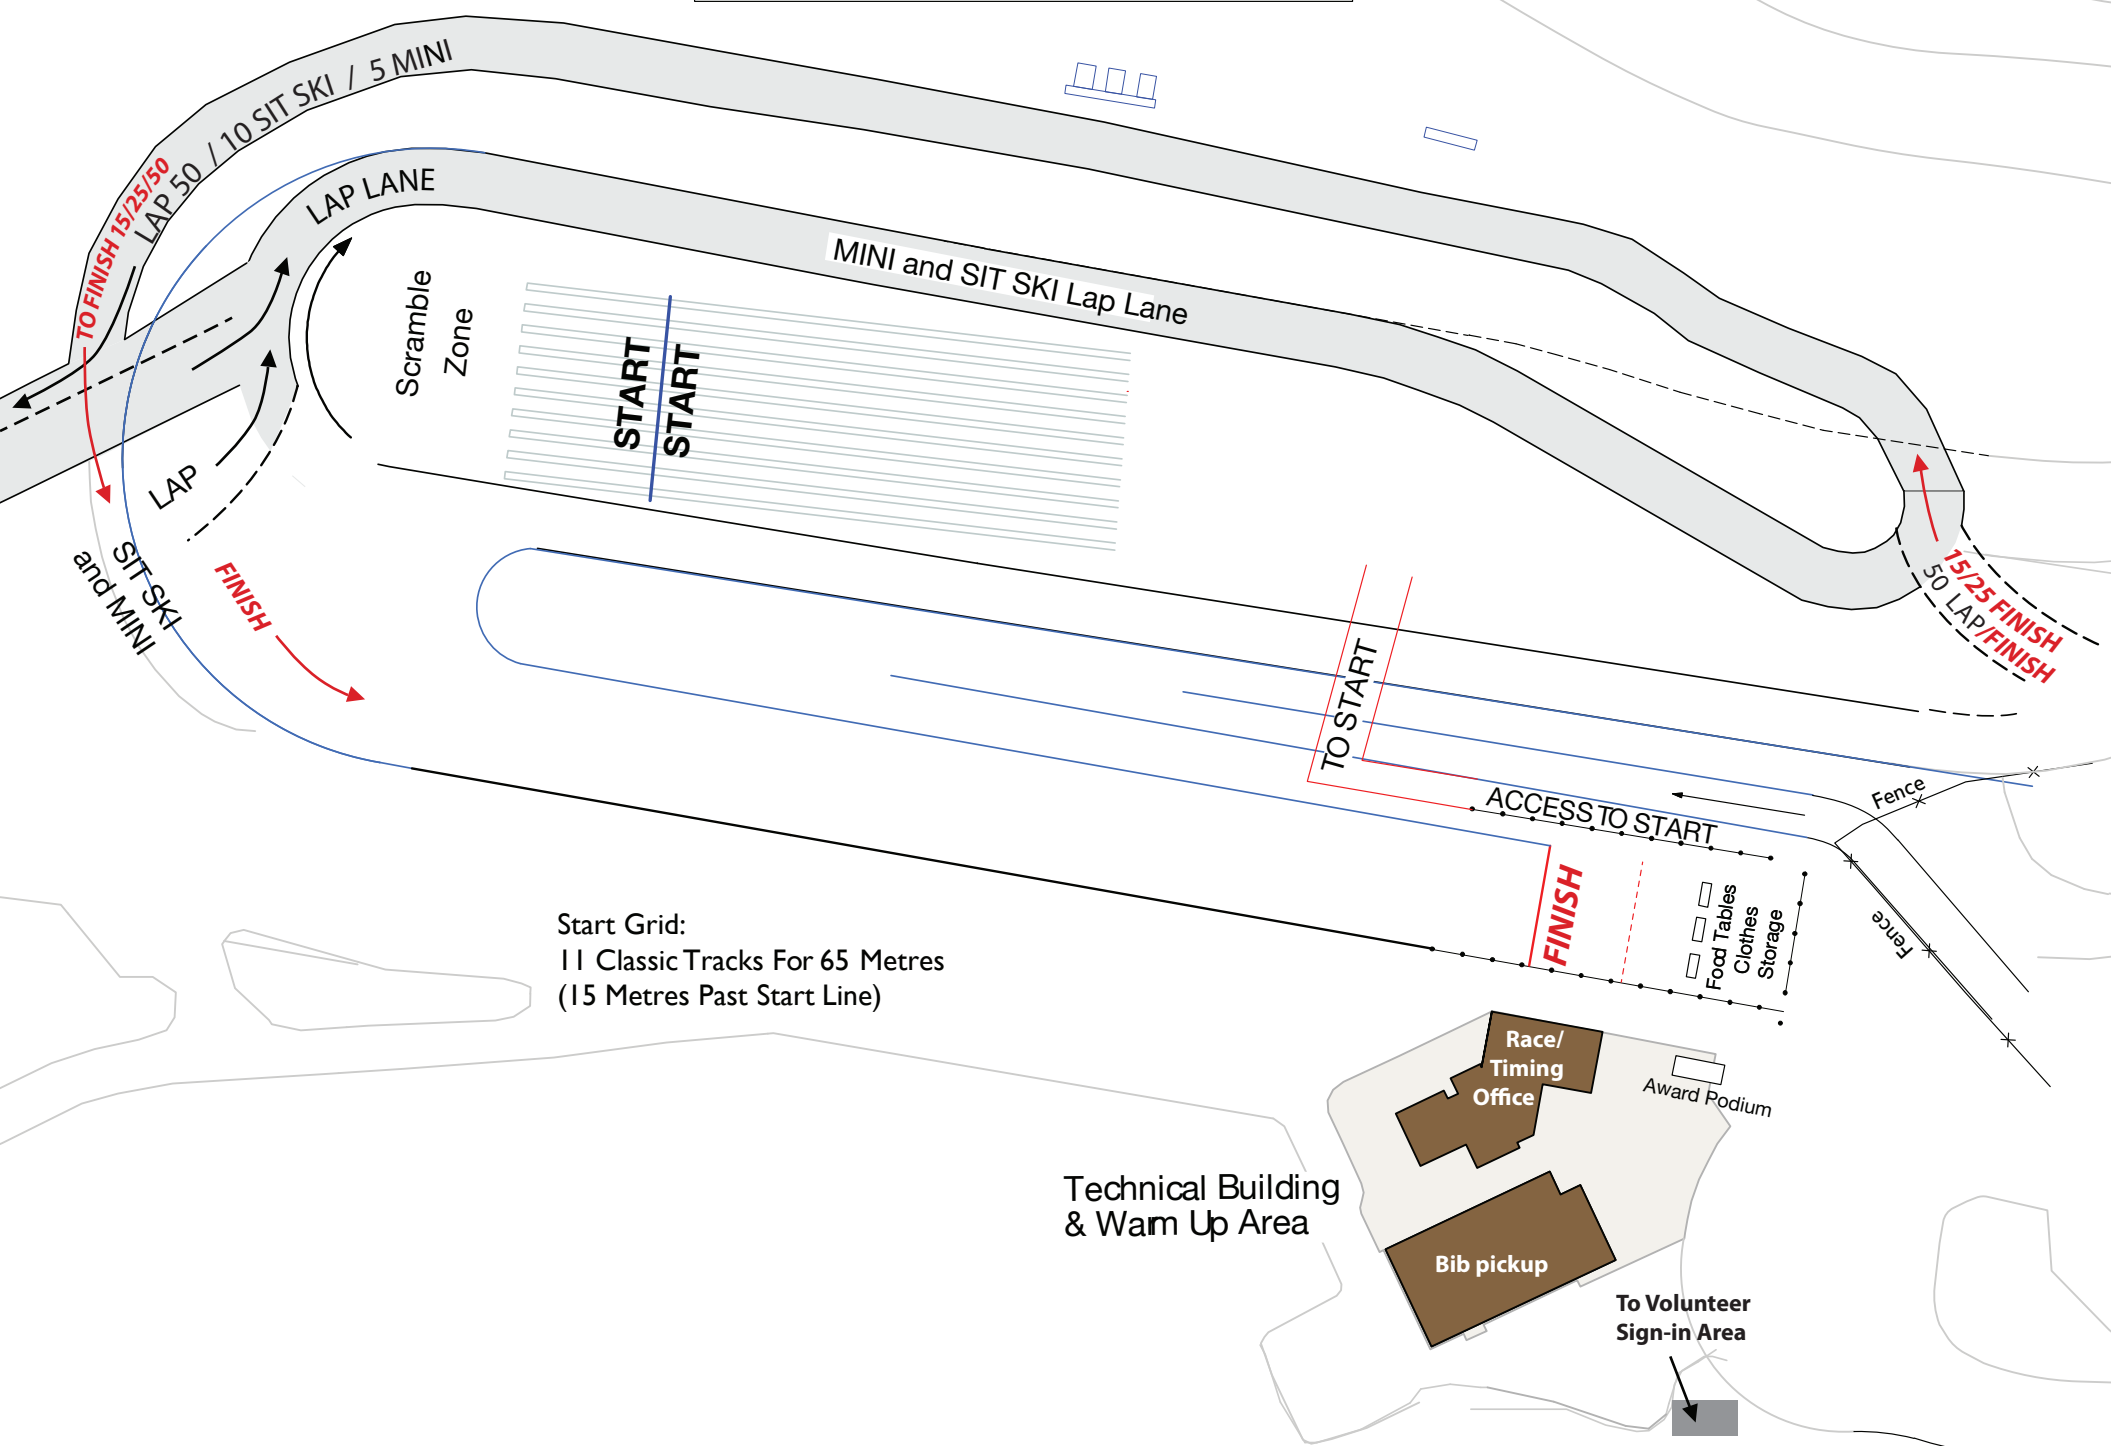 LAP 50 / 10 SIT SKI / 5 MINI
TO FINISH 15/25/50
LAP LANE
MINI and SIT SKI Lap Lane
Scramble
Zone
START
START
LAP
SIT SKI
and MINI
FINISH
15/25 FINISH
50 LAP/FINISH
TO START
ACCESS TO START
Fence
Fence
FINISH
Food Tables
Clothes
Storage
Start Grid:
11 Classic Tracks For 65 Metres
(15 Metres Past Start Line)
Race/
Timing
Office
Award Podium
Technical Building
& Warm Up Area
Bib pickup
To Volunteer
Sign-in Area